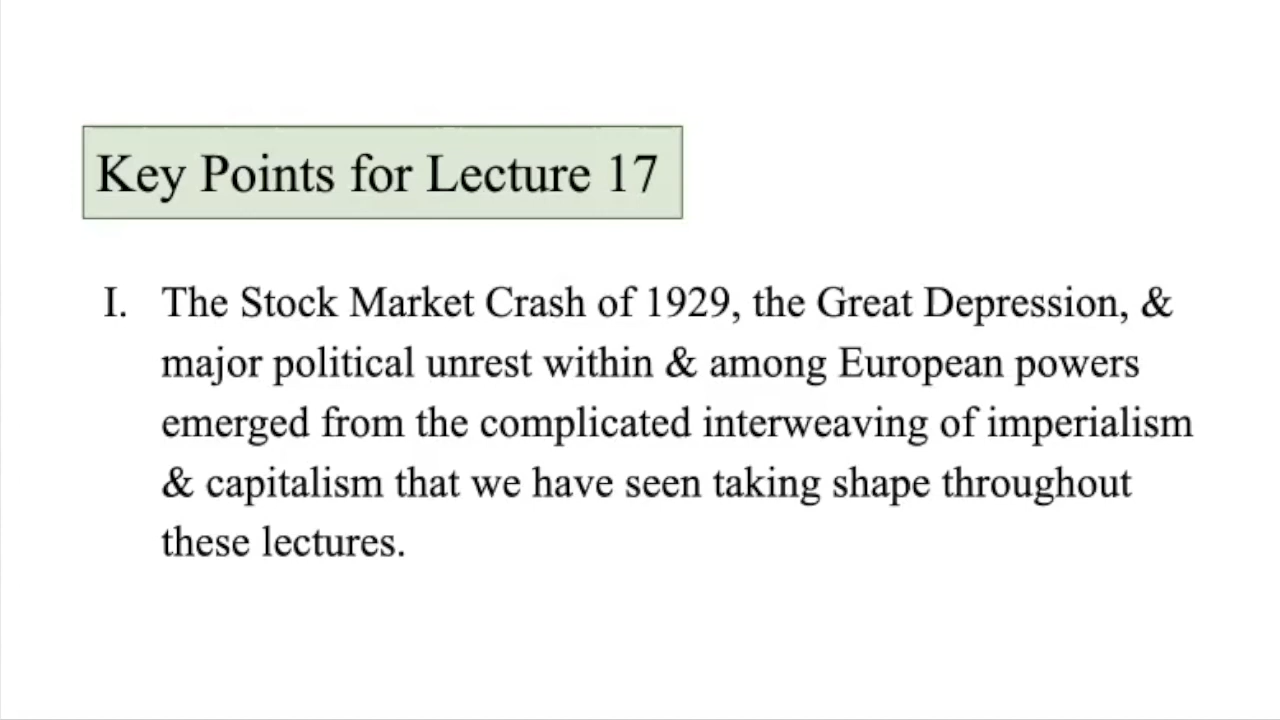 Key Points for Lecture 17
I. The Stock Market Crash of 1929, the Great Depression, &
major political unrest within & among European powers
emerged from the complicated interweaving of imperialism
& capitalism that we have seen taking shape throughout
these lectures.